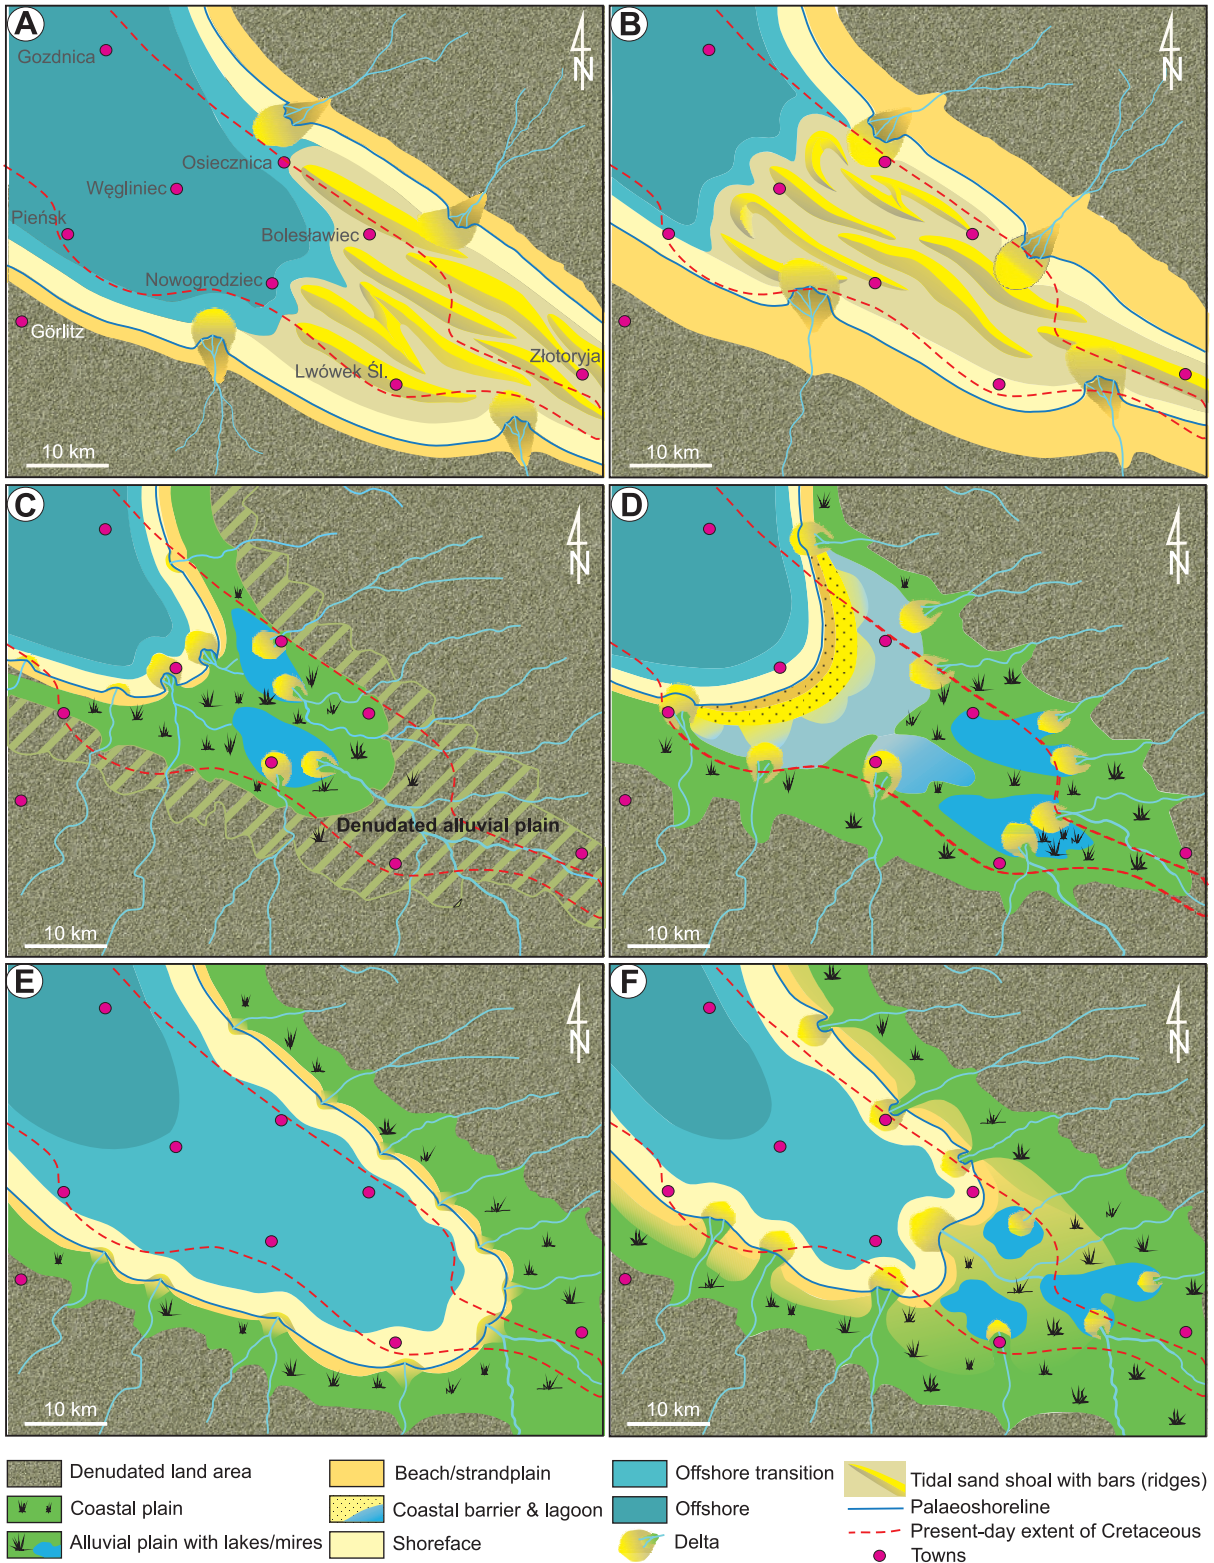 A
N
Gozdnica
Osiecznica
Węgliniec
Pieńsk
Bolesławiec
Nowogrodziec
Görlitz
Złotoryja
Lwówek Śl.
10 km
B
N
10 km
C
N
Denudated alluvial plain
10 km
D
N
10 km
E
N
10 km
F
N
10 km
Denudated land area
Coastal plain
Alluvial plain with lakes/mires
Beach/strandplain
Coastal barrier & lagoon
Shoreface
Offshore transition
Offshore
Delta
Tidal sand shoal with bars (ridges)
Palaeoshoreline
Present-day extent of Cretaceous
Towns